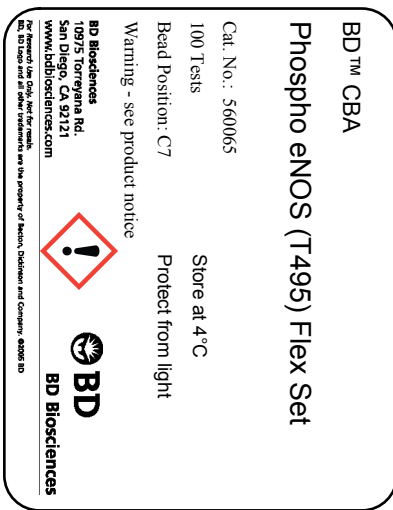 BD™ CBA
Phospho eNOS (T495) Flex Set
Cat. No.: 560065
100 Tests
Store at 4°C
Bead Position: C7
Protect from light
Warning - see product notice
BD Biosciences
10975 Torreyana Rd.
San Diego, CA 92121
www.bdbiosciences.com
BD
BD Biosciences
For Research Use Only. Not for resale.
BD, BD Logo and all other trademarks are the property of Becton, Dickinson and Company. ©2005 BD